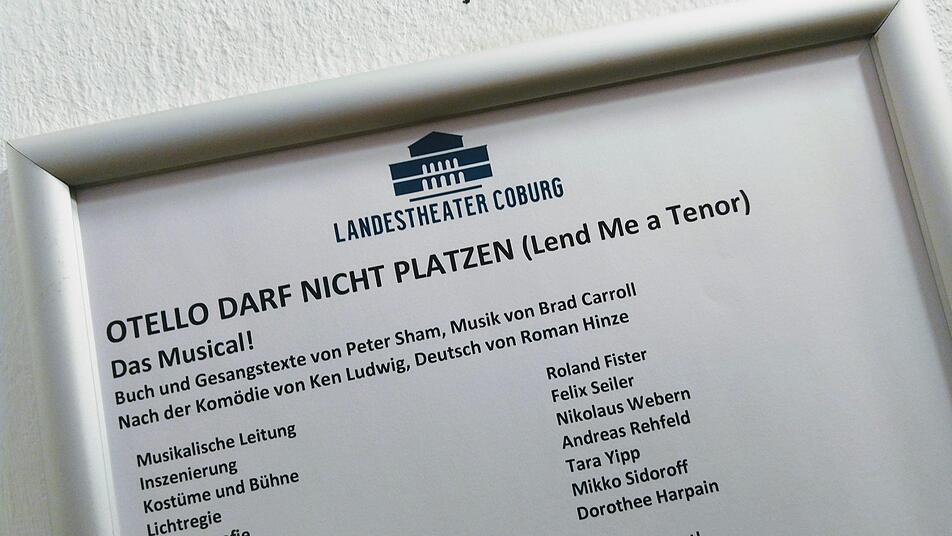 LANDESTHEATER COBURG
OTELLO DARF NICHT PLATZEN (Lend Me a Tenor)
Das Musical!
Buch und Gesangstexte von Peter Sham, Musik von Brad Carroll
Nach der Komödie von Ken Ludwig, Deutsch von Roman Hinze
Musikalische Leitung Roland Fister
Inszenierung Felix Seiler
Kostüme und Bühne Nikolaus Webern
Lichtregie Andreas Rehfeld
Tara Yipp
Mikko Sidoroff
Dorothee Harpain